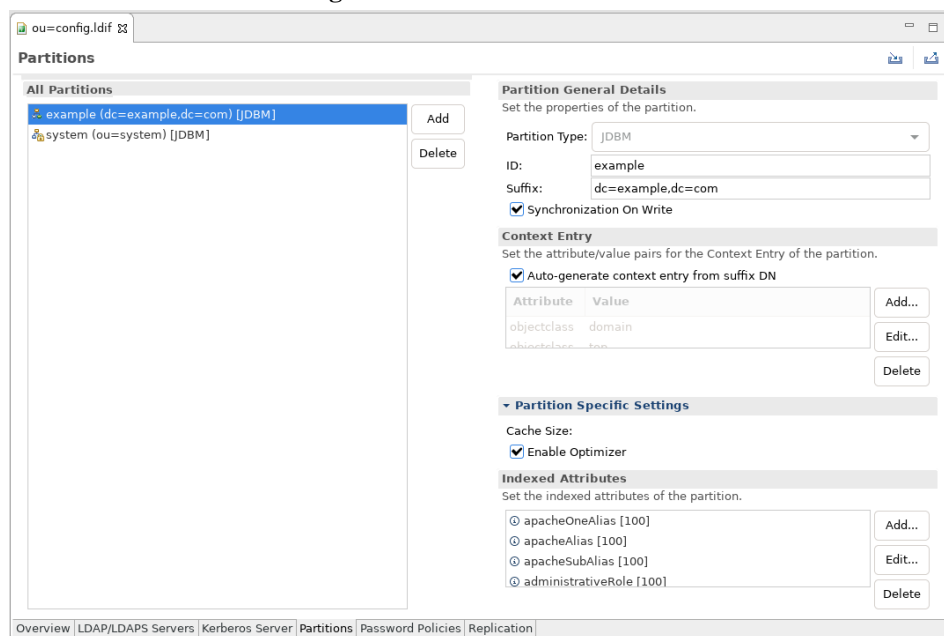 ou=config.ldif
Partitions
All Partitions
example (dc=example,dc=com) [JDBM]
system (ou=system) [JDBM]
Add
Delete
Partition General Details
Set the properties of the partition.
Partition Type: JDBM
ID: example
Suffix: dc=example,dc=com
Synchronization On Write
Context Entry
Set the attribute/value pairs for the Context Entry of the partition.
Auto-generate context entry from suffix DN
Attribute Value
objectclass domain
objectclass top
Add...
Edit...
Delete
Partition Specific Settings
Cache Size:
Enable Optimizer
Indexed Attributes
Set the indexed attributes of the partition.
apacheOneAlias [100]
apacheAlias [100]
apacheSubAlias [100]
administrativeRole [100]
Add...
Edit...
Delete
Overview LDAP/LDAPS Servers Kerberos Server Partitions Password Policies Replication